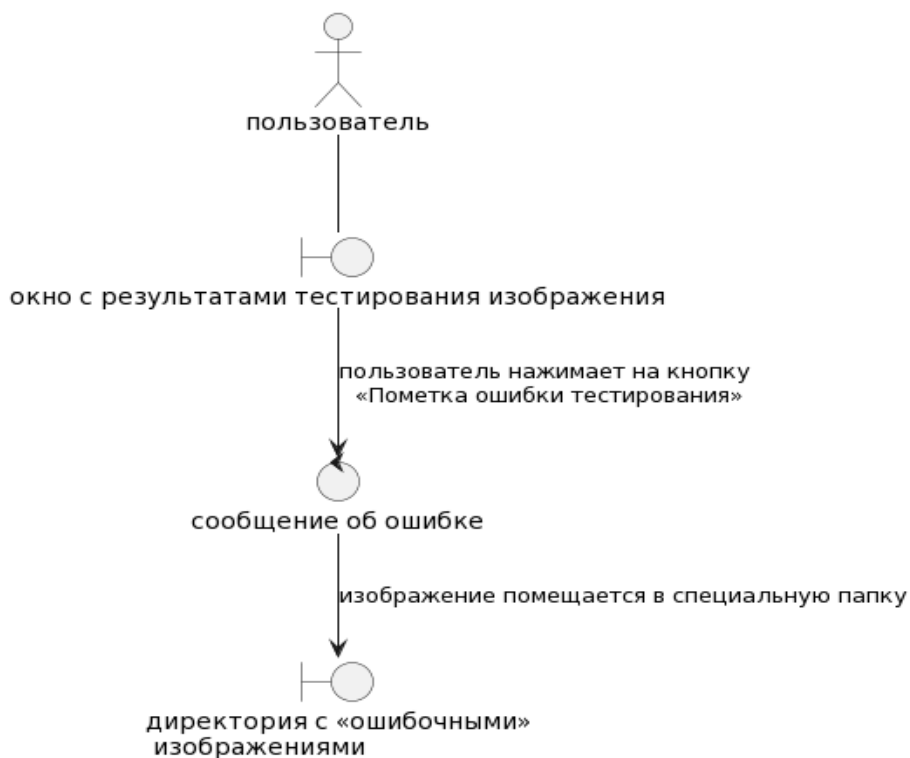 пользователь
окно с результатами тестирования изображения
пользователь нажимает на кнопку
«Пометка ошибки тестирования»
сообщение об ошибке
изображение помещается в специальную папку
директория с «ошибочными»
изображениями